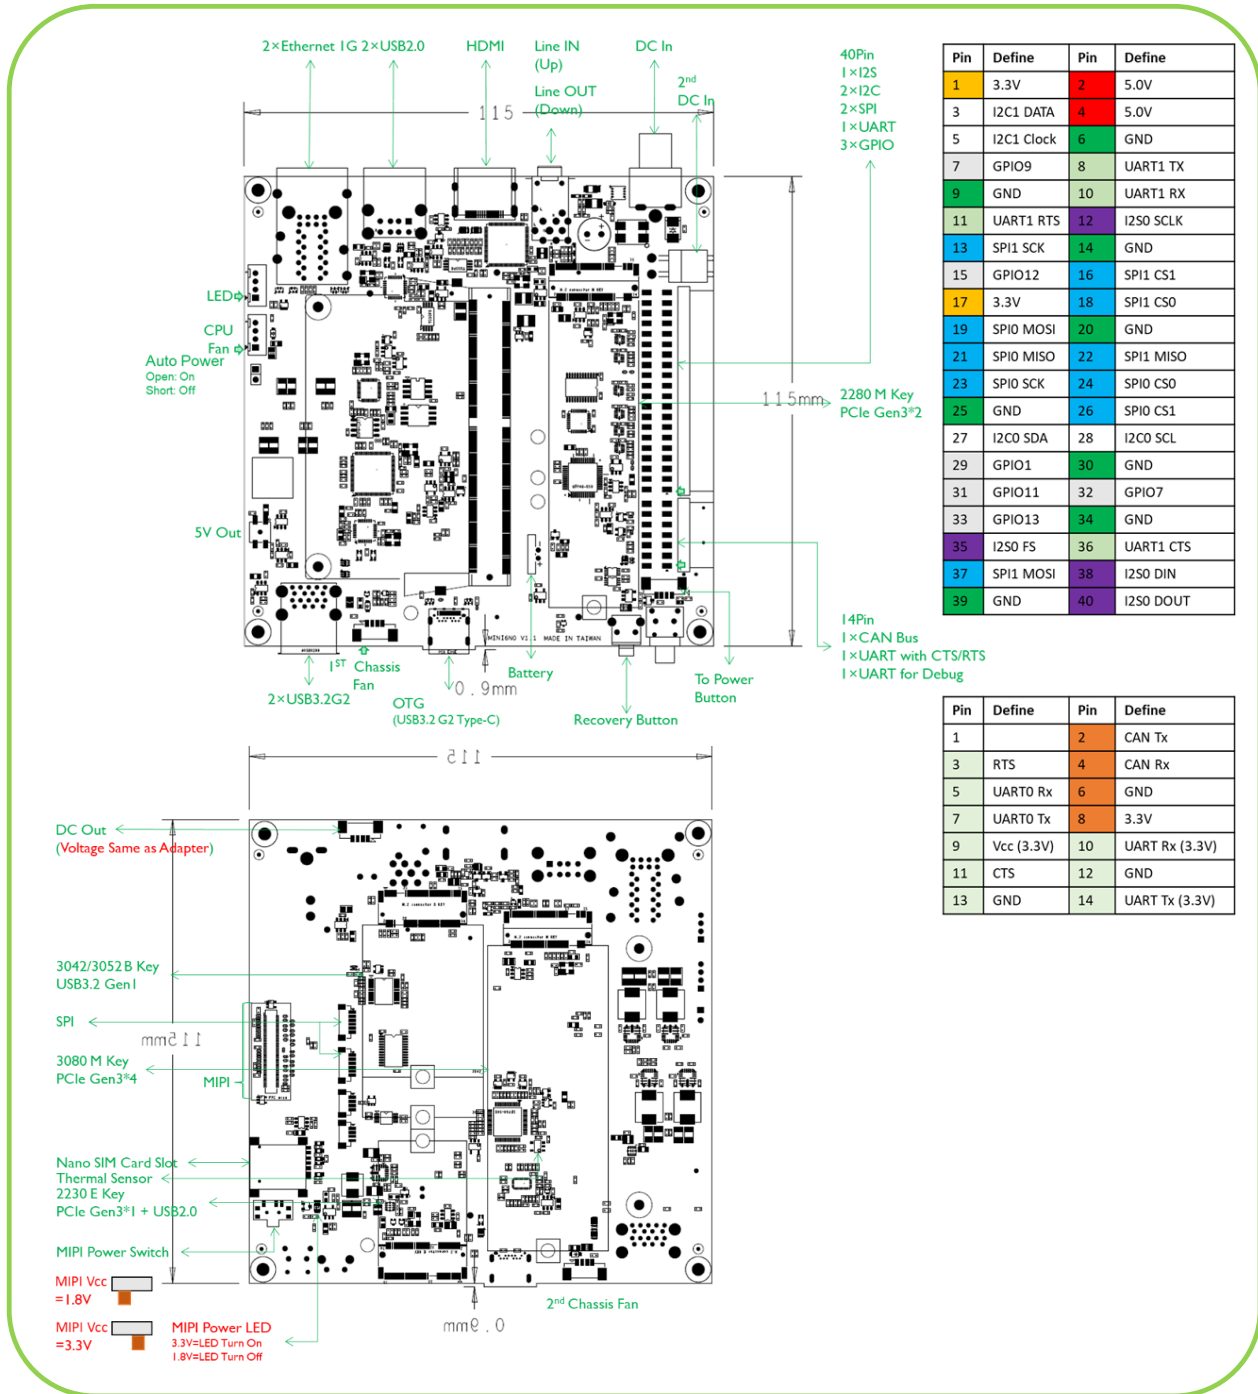 2×Ethernet 1G 2×USB2.0
HDMI
Line IN
(Up)
Line OUT
(Down)
DC In
2nd
DC In
40Pin
1×I2S
2×I2C
2×SPI
1×UART
3×GPIO
115
LED
CPU
Fan
Auto Power
Open: On
Short: Off
115mm
2280 M Key
PCIe Gen3*2
5V Out
MINI6NO V1.1 MADE IN TAIWAN
1ST Chassis
Fan
2×USB3.2G2
0.9mm
OTG
(USB3.2 G2 Type-C)
Battery
Recovery Button
To Power
Button
14Pin
1×CAN Bus
1×UART with CTS/RTS
1×UART for Debug
Pin Define Pin Define
1 3.3V 2 5.0V
3 I2C1 DATA 4 5.0V
5 I2C1 Clock 6 GND
7 GPIO9 8 UART1 TX
9 GND 10 UART1 RX
11 UART1 RTS 12 I2S0 SCLK
13 SPI1 SCK 14 GND
15 GPIO12 16 SPI1 CS1
17 3.3V 18 SPI1 CS0
19 SPI0 MOSI 20 GND
21 SPI0 MISO 22 SPI1 MISO
23 SPI0 SCK 24 SPI0 CS0
25 GND 26 SPI0 CS1
27 I2C0 SDA 28 I2C0 SCL
29 GPIO1 30 GND
31 GPIO11 32 GPIO7
33 GPIO13 34 GND
35 I2S0 FS 36 UART1 CTS
37 SPI1 MOSI 38 I2S0 DIN
39 GND 40 I2S0 DOUT
Pin Define Pin Define
1 2 CAN Tx
3 RTS 4 CAN Rx
5 UART0 Rx 6 GND
7 UART0 Tx 8 3.3V
9 Vcc (3.3V) 10 UART Rx (3.3V)
11 CTS 12 GND
13 GND 14 UART Tx (3.3V)
115
DC Out
(Voltage Same as Adapter)
3042/3052 B Key
USB3.2 Gen1
SPI
115mm
3080 M Key
PCIe Gen3*4
MIPI
Nano SIM Card Slot
Thermal Sensor
2230 E Key
PCIe Gen3*1 + USB2.0
MIPI Power Switch
MIPI Vcc
=1.8V
MIPI Vcc
=3.3V
MIPI Power LED
3.3V=LED Turn On
1.8V=LED Turn Off
0.9mm
2nd Chassis Fan